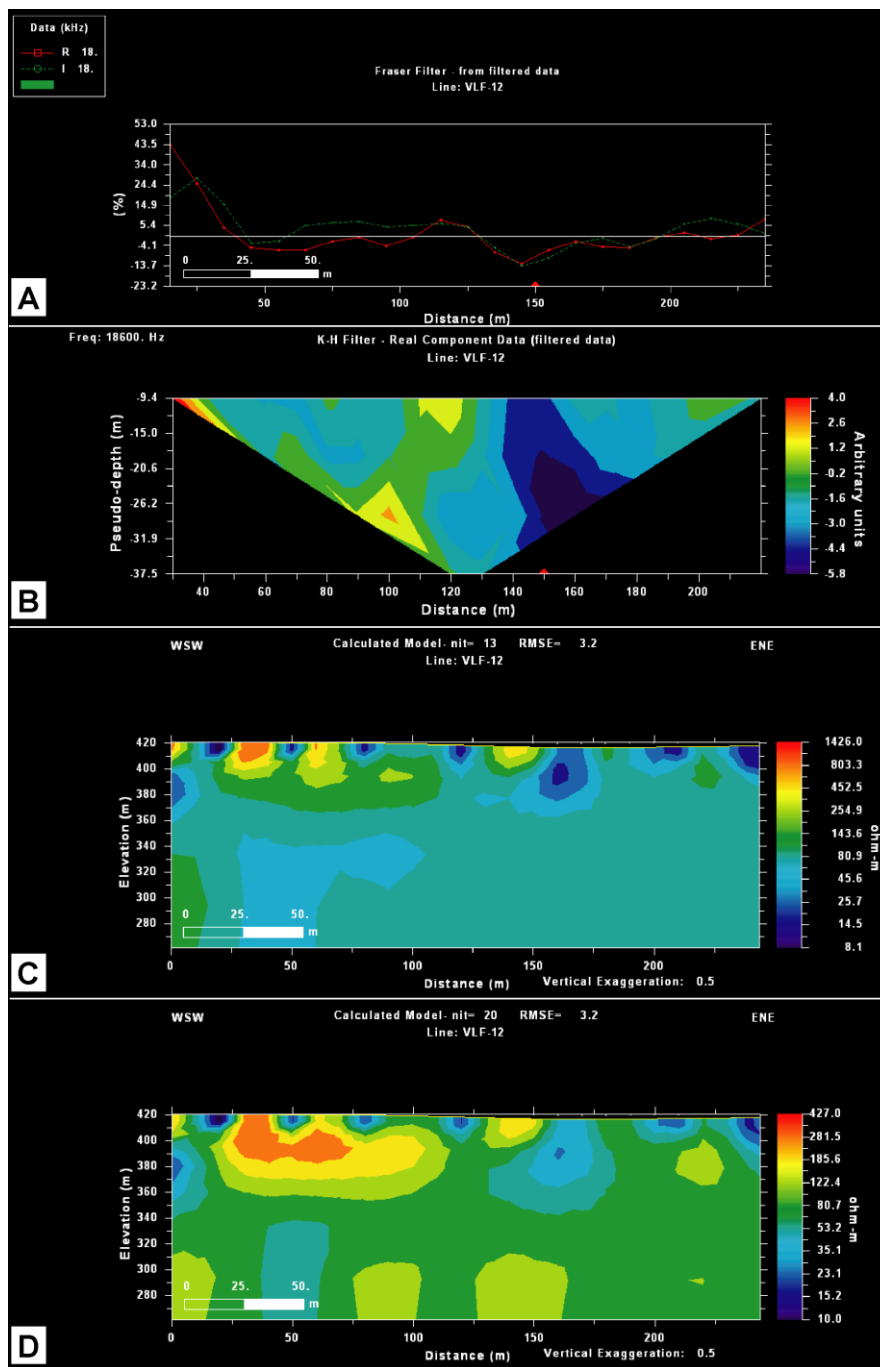 Data (kHz)
R 18.
I 18.
Fraser Filter - from filtered data
Line: VLF-12
(%)
53.0
43.5
34.0
24.4
14.9
5.4
-4.1
-13.7
-23.2
0 25. 50.
m
50 100 150 200
Distance (m)
A
Freq: 18600. Hz
K-H Filter - Real Component Data (filtered data)
Line: VLF-12
Pseudo-depth (m)
-9.4
-15.0
-20.6
-26.2
-31.9
-37.5
40 60 80 100 120 140 160 180 200
Distance (m)
4.0
2.6
1.2
-0.2
-1.6
-3.0
-4.4
-5.8
Arbitrary units
B
WSW
Calculated Model- nit= 13 RMSE= 3.2
ENE
Line: VLF-12
Elevation (m)
420
400
380
360
340
320
300
280
0 25. 50.
m
0 50 100 150 200
Distance (m)
Vertical Exaggeration: 0.5
1426.0
803.3
452.5
254.9
143.6
80.9
45.6
25.7
14.5
8.1
ohm-m
C
WSW
Calculated Model- nit= 20 RMSE= 3.2
ENE
Line: VLF-12
Elevation (m)
420
400
380
360
340
320
300
280
0 25. 50.
m
0 50 100 150 200
Distance (m)
Vertical Exaggeration: 0.5
427.0
281.5
185.6
122.4
80.7
53.2
35.1
23.1
15.2
10.0
ohm-m
D